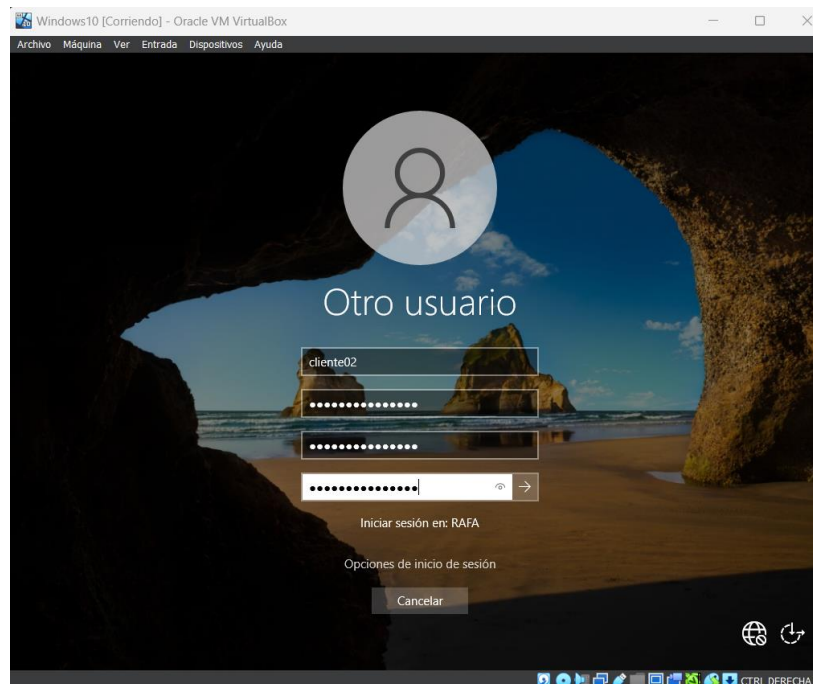 Windows10 [Corriendo] - Oracle VM VirtualBox
Archivo Máquina Ver Entrada Dispositivos Ayuda
Otro usuario
cliente02
•••••••••••••••
•••••••••••••••
•••••••••••••••
Iniciar sesión en: RAFA
Opciones de inicio de sesión
Cancelar
CTRL DERECHA